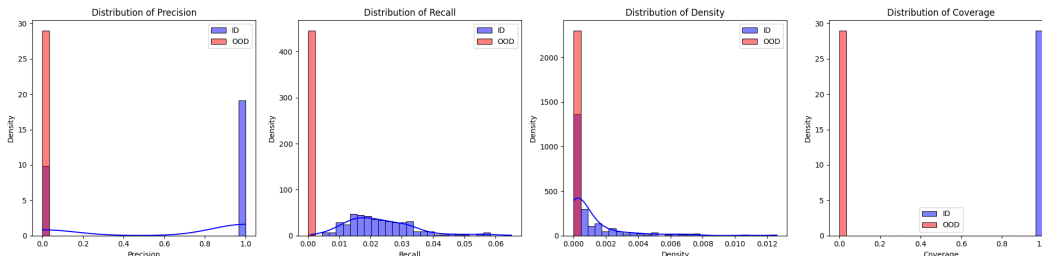 Distribution of Precision
30
25
20
15
10
5
0
Density
0.0 0.2 0.4 0.6 0.8 1.0
Precision
ID
OOD
Distribution of Recall
400
300
200
100
0
Density
0.00 0.01 0.02 0.03 0.04 0.05 0.06
Recall
ID
OOD
Distribution of Density
2000
1500
1000
500
0
Density
0.000 0.002 0.004 0.006 0.008 0.010 0.012
Density
ID
OOD
Distribution of Coverage
30
25
20
15
10
5
0
Density
0.0 0.2 0.4 0.6 0.8
Coverage
ID
OOD